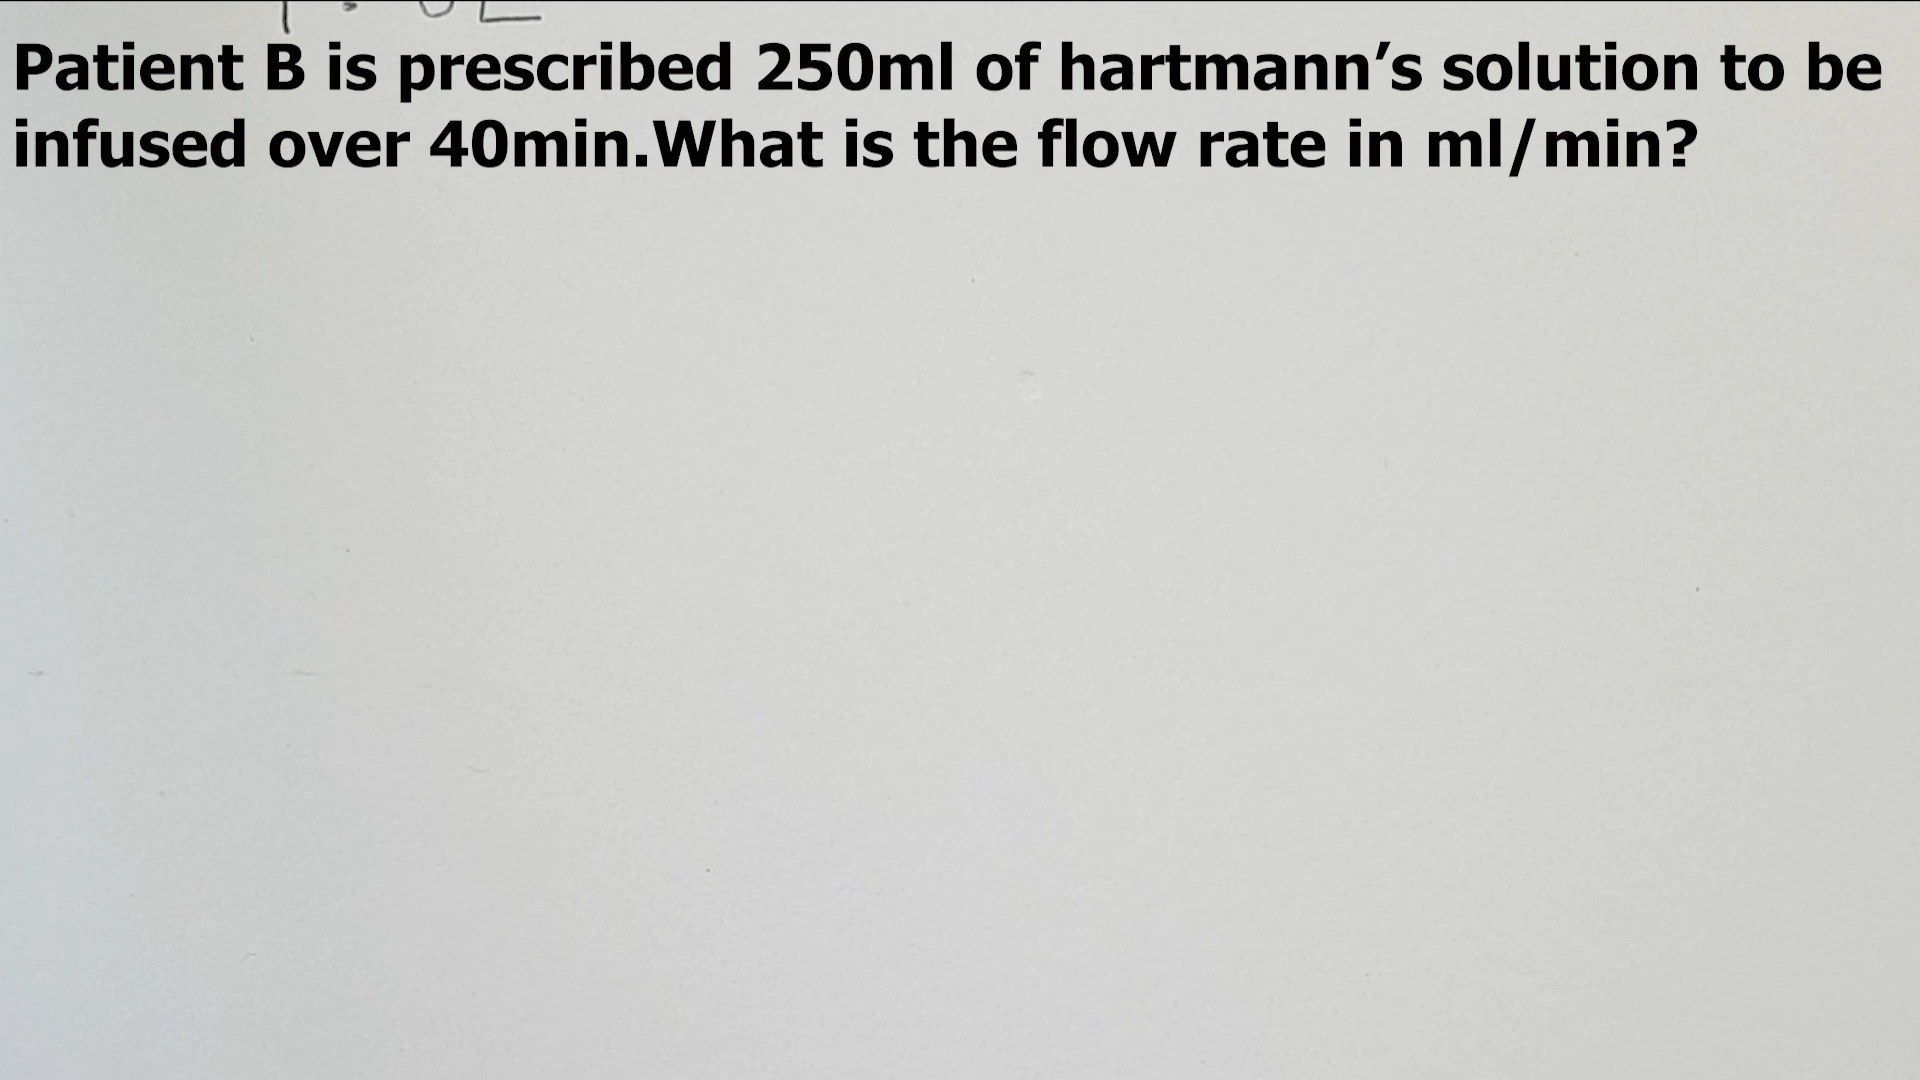 Patient B is prescribed 250ml of hartmann’s solution to be
infused over 40min.What is the flow rate in ml/min?